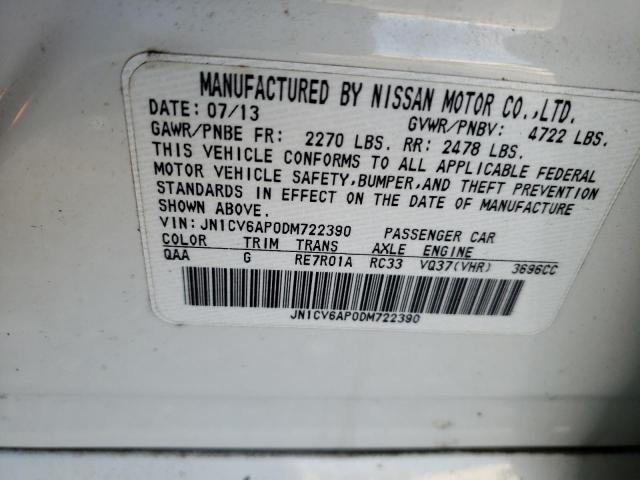 MANUFACTURED BY NISSAN MOTOR CO.,LTD.
DATE: 07/13 GVWR/PNBV: 4722 LBS.
GAWR/PNBE FR: 2270 LBS. RR: 2478 LBS.
THIS VEHICLE CONFORMS TO ALL APPLICABLE FEDERAL
MOTOR VEHICLE SAFETY,BUMPER,AND THEFT PREVENTION
STANDARDS IN EFFECT ON THE DATE OF MANUFACTURE
SHOWN ABOVE.
VIN: JN1CV6AP0DM722390 PASSENGER CAR
COLOR TRIM TRANS AXLE ENGINE
QAA G RE7R01A RC33 VQ37(VHR) 3696CC
JN1CV6AP0DM722390